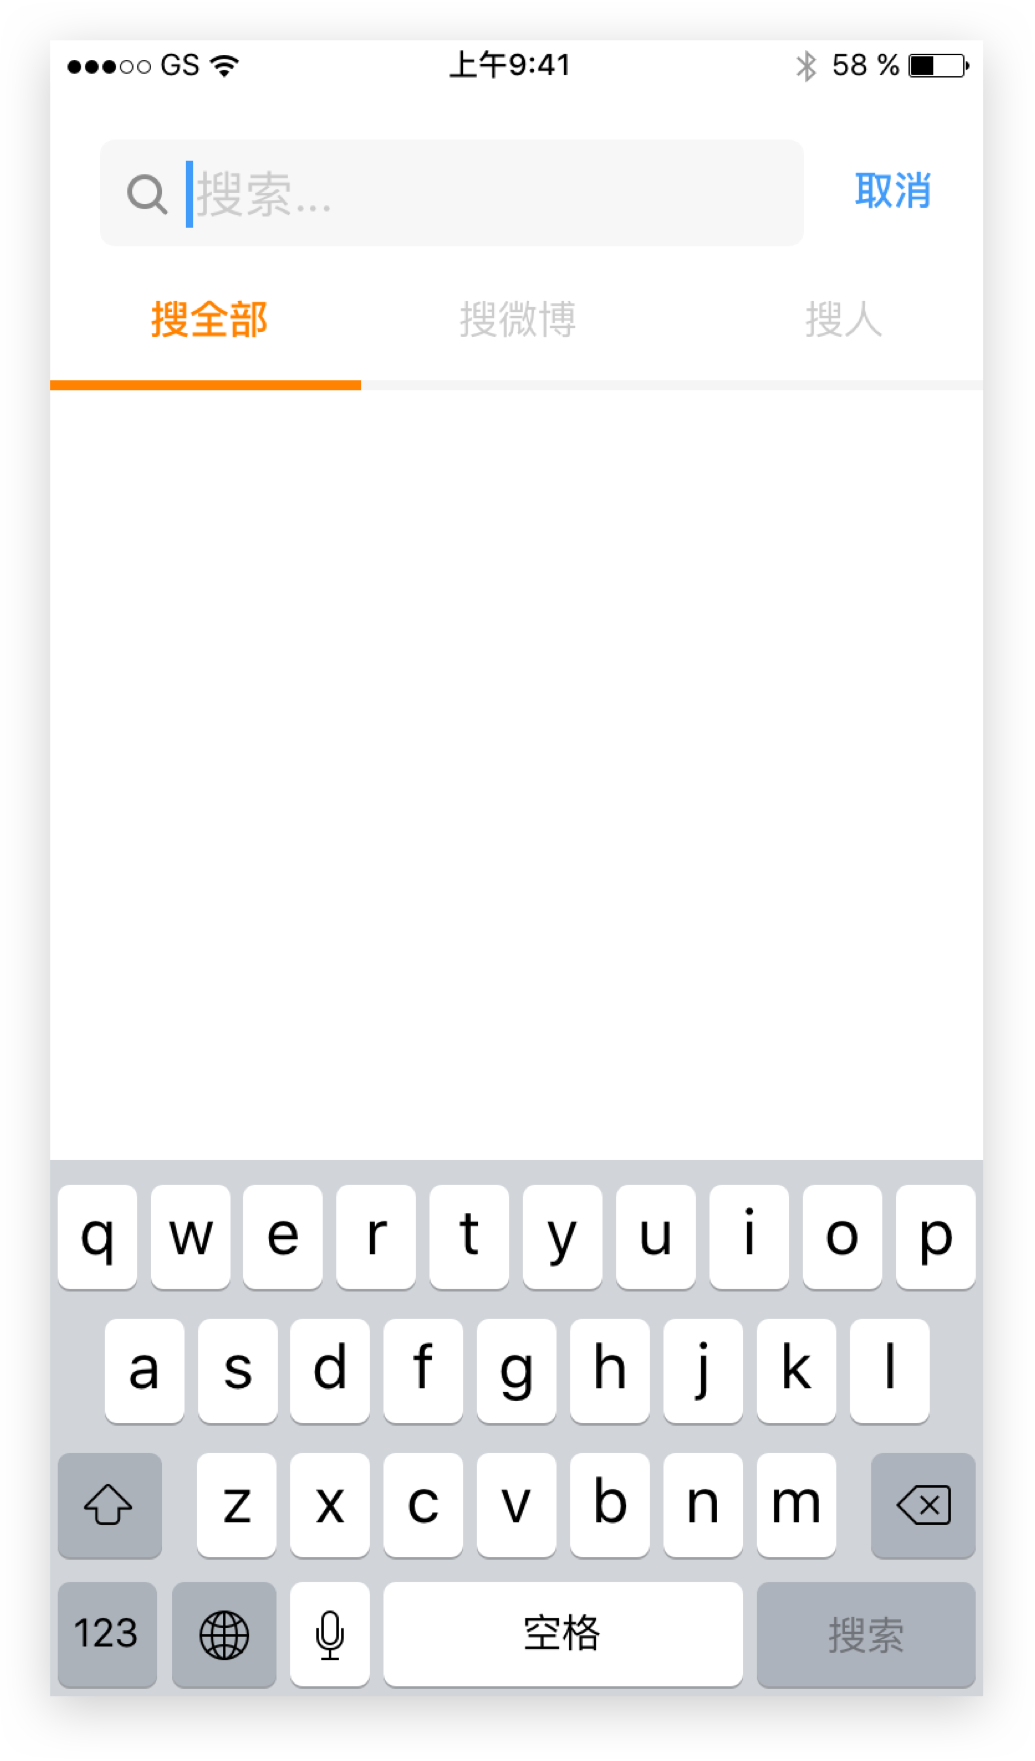 GS 上午9:41 58 %
搜索... 取消
搜全部 搜微博 搜人
q w e r t y u i o p
a s d f g h j k l
z x c v b n m
123 空格 搜索